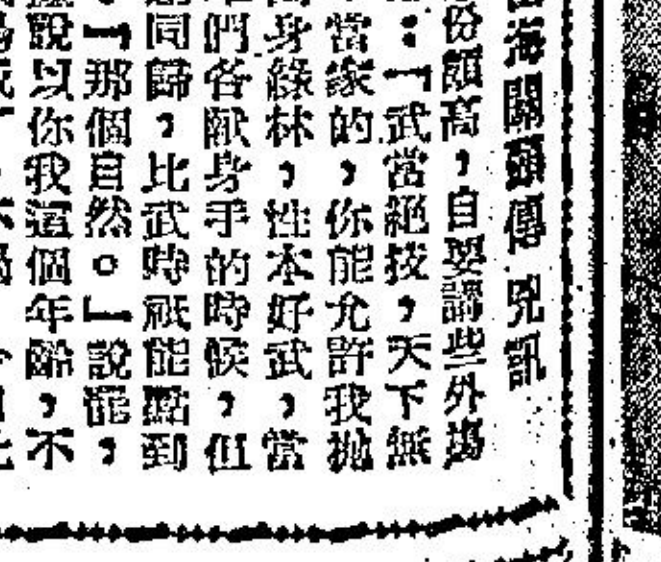 海關頭傳兇訊
份頗高，自要講些外場
：「武當絕技，天下無
當家的，你能允許我拋
身綠林，性本好武，當
們各獻身手的時候，但
同歸，比武時祇能點到
「那個自然。」說罷，
說以你我這個年齡，不